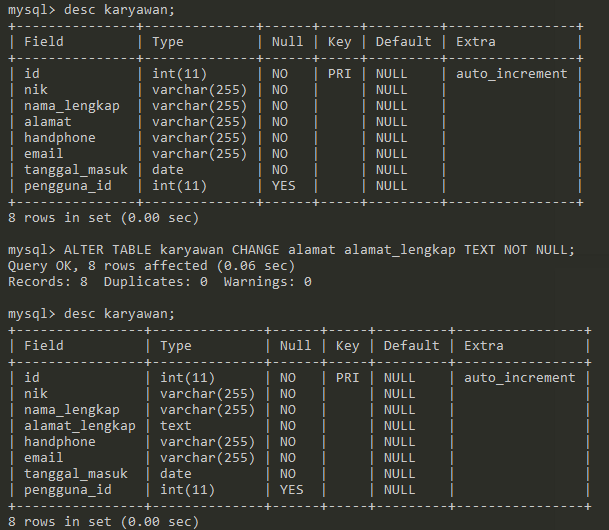 mysql> desc karyawan;
+---------------+--------------+------+-----+---------+----------------+
| Field         | Type         | Null | Key | Default | Extra          |
+---------------+--------------+------+-----+---------+----------------+
| id            | int(11)      | NO   | PRI | NULL    | auto_increment |
| nik           | varchar(255) | NO   |     | NULL    |                |
| nama_lengkap  | varchar(255) | NO   |     | NULL    |                |
| alamat        | varchar(255) | NO   |     | NULL    |                |
| handphone     | varchar(255) | NO   |     | NULL    |                |
| email         | varchar(255) | NO   |     | NULL    |                |
| tanggal_masuk | date         | NO   |     | NULL    |                |
| pengguna_id   | int(11)      | YES  |     | NULL    |                |
+---------------+--------------+------+-----+---------+----------------+
8 rows in set (0.00 sec)
mysql> ALTER TABLE karyawan CHANGE alamat alamat_lengkap TEXT NOT NULL;
Query OK, 8 rows affected (0.06 sec)
Records: 8  Duplicates: 0  Warnings: 0
mysql> desc karyawan;
+----------------+--------------+------+-----+---------+----------------+
| Field          | Type         | Null | Key | Default | Extra          |
+----------------+--------------+------+-----+---------+----------------+
| id             | int(11)      | NO   | PRI | NULL    | auto_increment |
| nik            | varchar(255) | NO   |     | NULL    |                |
| nama_lengkap   | varchar(255) | NO   |     | NULL    |                |
| alamat_lengkap | text         | NO   |     | NULL    |                |
| handphone      | varchar(255) | NO   |     | NULL    |                |
| email          | varchar(255) | NO   |     | NULL    |                |
| tanggal_masuk  | date         | NO   |     | NULL    |                |
| pengguna_id    | int(11)      | YES  |     | NULL    |                |
+----------------+--------------+------+-----+---------+----------------+
8 rows in set (0.00 sec)